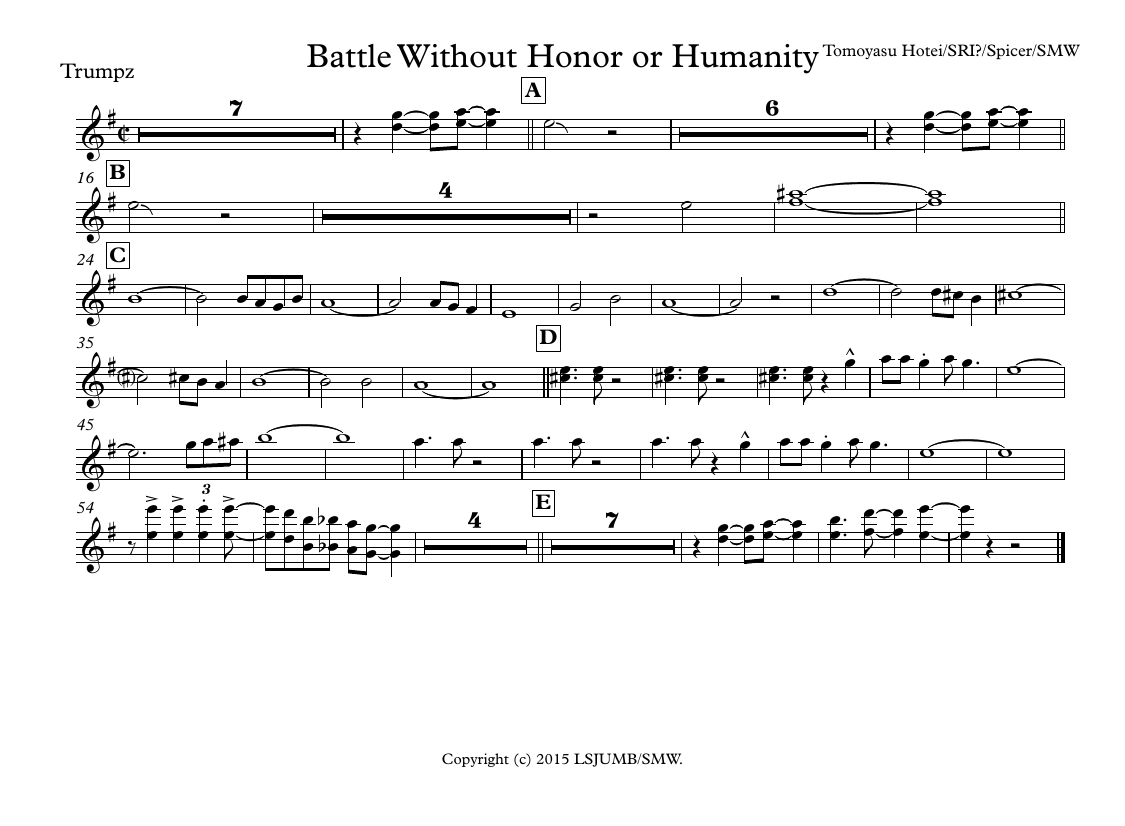 Battle Without Honor or Humanity
Tomoyasu Hotei/SRI?/Spicer/SMW
Trumpz
A
7
6
16
B
4
24
C
35
D
45
54
3
4
E
7
Copyright (c) 2015 LSJUMB/SMW.